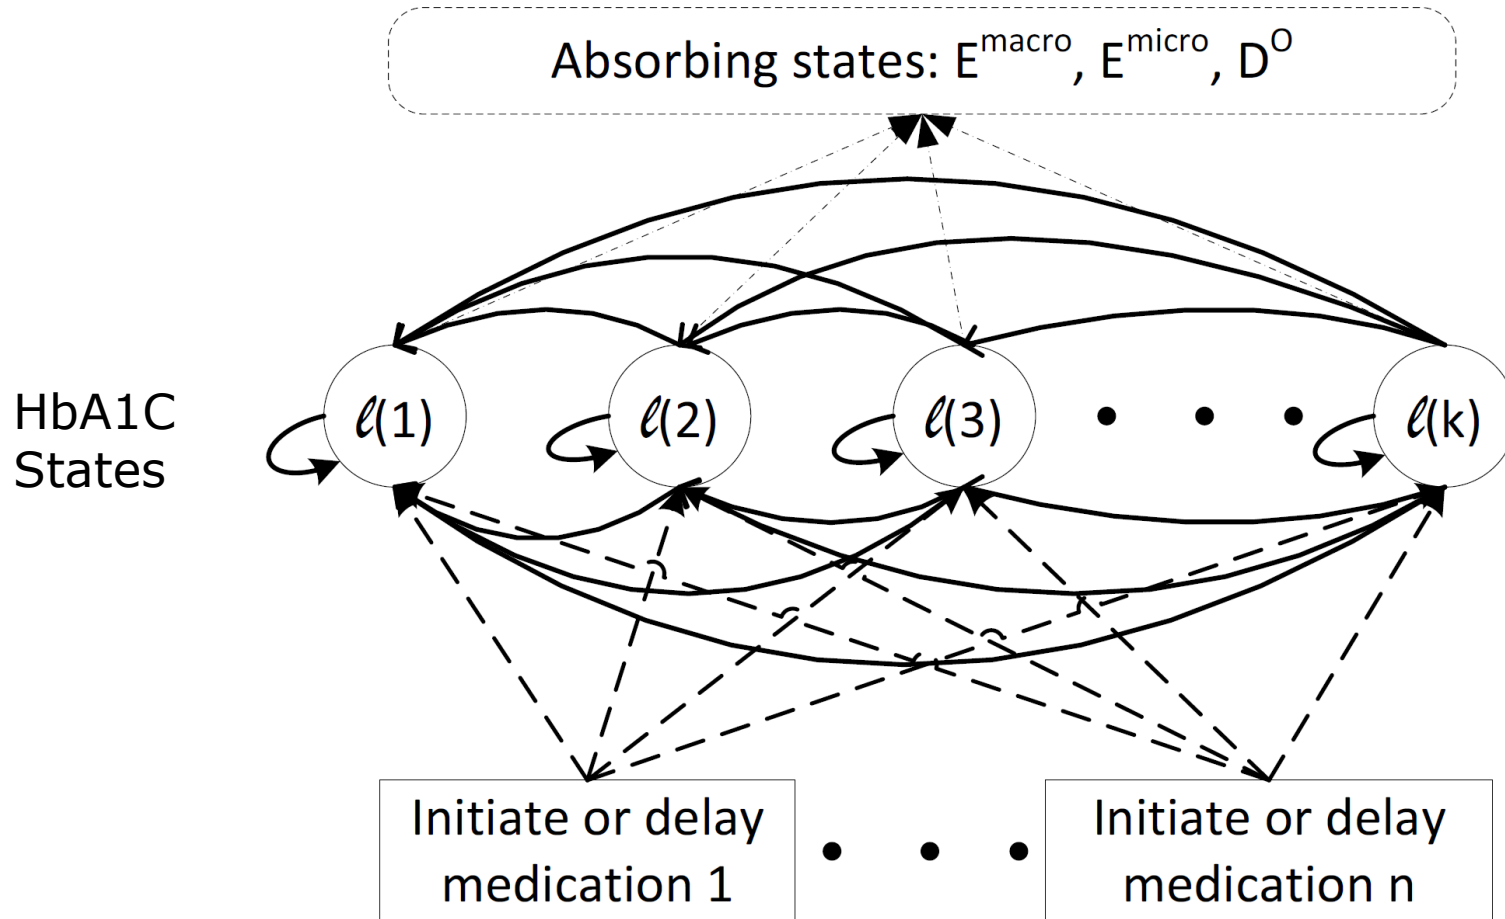 Absorbing states: E^macro, E^micro, D^O
HbA1C
States
ℓ(1)
ℓ(2)
ℓ(3)
ℓ(k)
Initiate or delay
medication 1
Initiate or delay
medication n